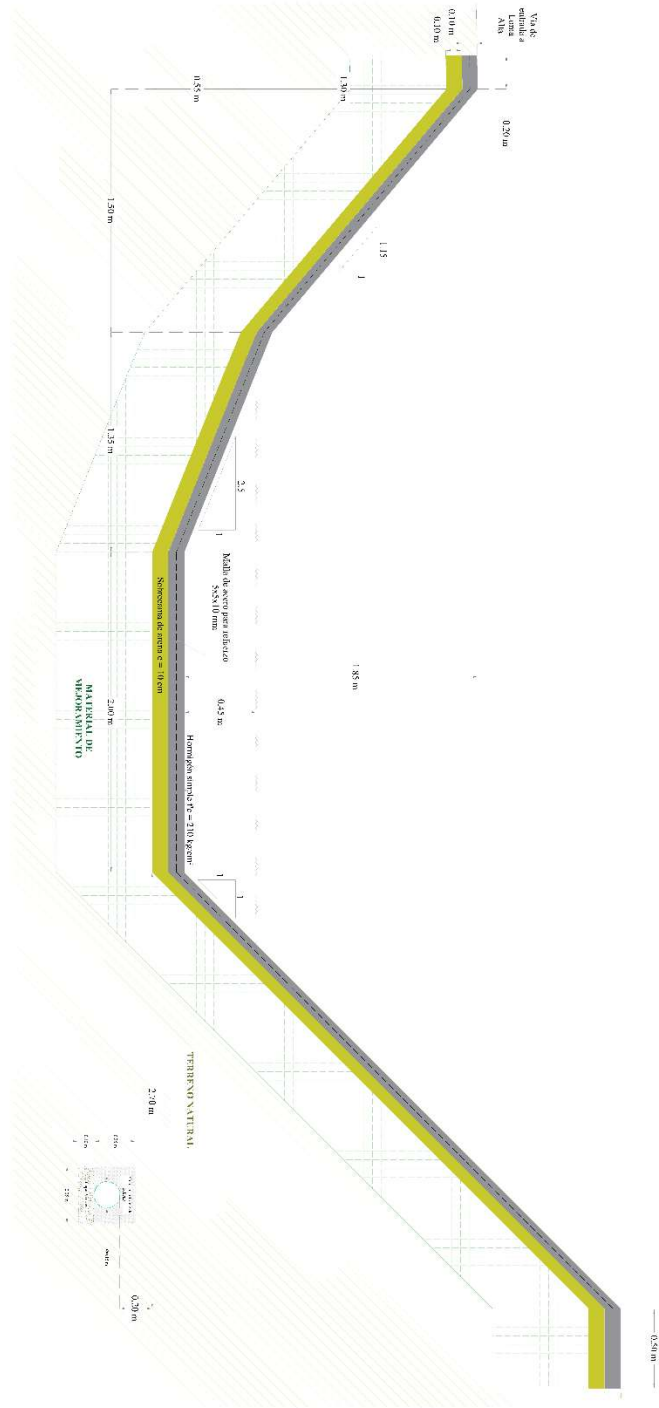 Vía de
entrada a
Loma
Alta
0.10 m
0.10 m
0.20 m
1.30 m
0.55
1.50 m
1.15
1
1.35 m
2.5
1
Malla de acero para refuerzo
5x5x10 mm
Sobrecama de arena e = 10 cm
1.85 m
0.45 m
2.00 m
MATERIAL DE
MEJORAMIENTO
Hormigón simple f'c = 210 kg/cm²
1
1
TERRENO NATURAL
2.70 m
0.20 m
0.50 m